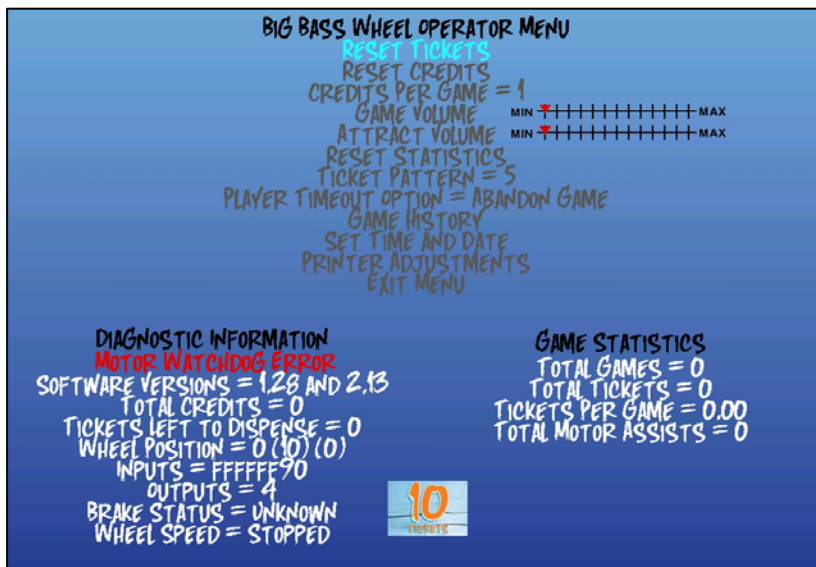 BIG BASS WHEEL OPERATOR MENU
RESET TICKETS
RESET CREDITS
CREDITS PER GAME = 1
GAME VOLUME MIN MAX
ATTRACT VOLUME MIN MAX
RESET STATISTICS
TICKET PATTERN = 5
PLAYER TIMEOUT OPTION = ABANDON GAME
GAME HISTORY
SET TIME AND DATE
PRINTER ADJUSTMENTS
EXIT MENU
DIAGNOSTIC INFORMATION
MOTOR WATCHDOG ERROR
SOFTWARE VERSIONS = 1.28 AND 2.13
TOTAL CREDITS = 0
TICKETS LEFT TO DISPENSE = 0
WHEEL POSITION = 0 (10) (0)
INPUTS = FFFFFF90
OUTPUTS = 4
BRAKE STATUS = UNKNOWN
WHEEL SPEED = STOPPED
10
TICKETS
GAME STATISTICS
TOTAL GAMES = 0
TOTAL TICKETS = 0
TICKETS PER GAME = 0.00
TOTAL MOTOR ASSISTS = 0